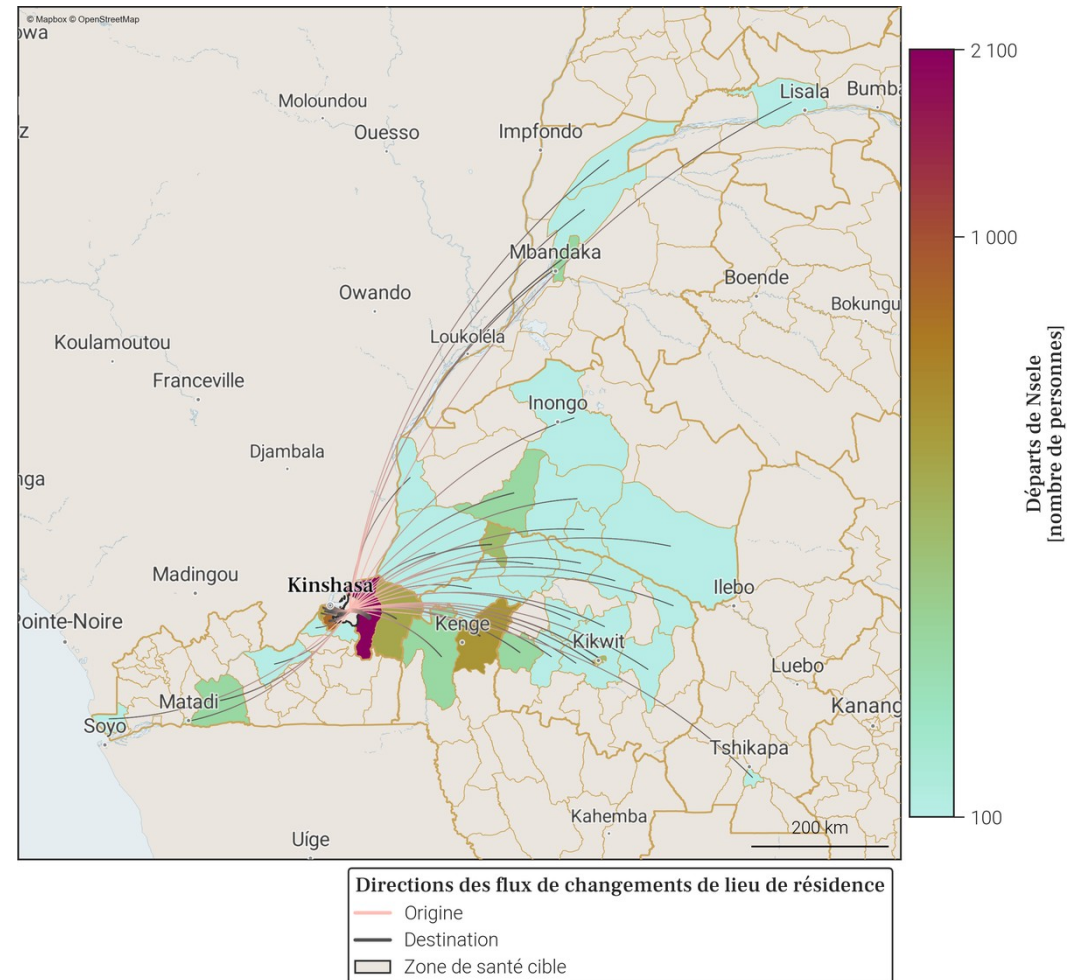 © Mapbox © OpenStreetMap
owa
Moloundou
Ouesso
Impfondo
Lisala
Bumba
z
Mbandaka
Boende
Owando
Bokungu
Loukoléla
Koulamoutou
Franceville
Inongo
Djambala
nga
Madingou
Kinshasa
Ilebo
Pointe-Noire
Kenge
Kikwit
Luebo
Matadi
Kanang
Soyo
Tshikapa
Kahemba
200 km
Uíge
2 100
1 000
100
Départs de Nsele
[nombre de personnes]
Directions des flux de changements de lieu de résidence
Origine
Destination
Zone de santé cible